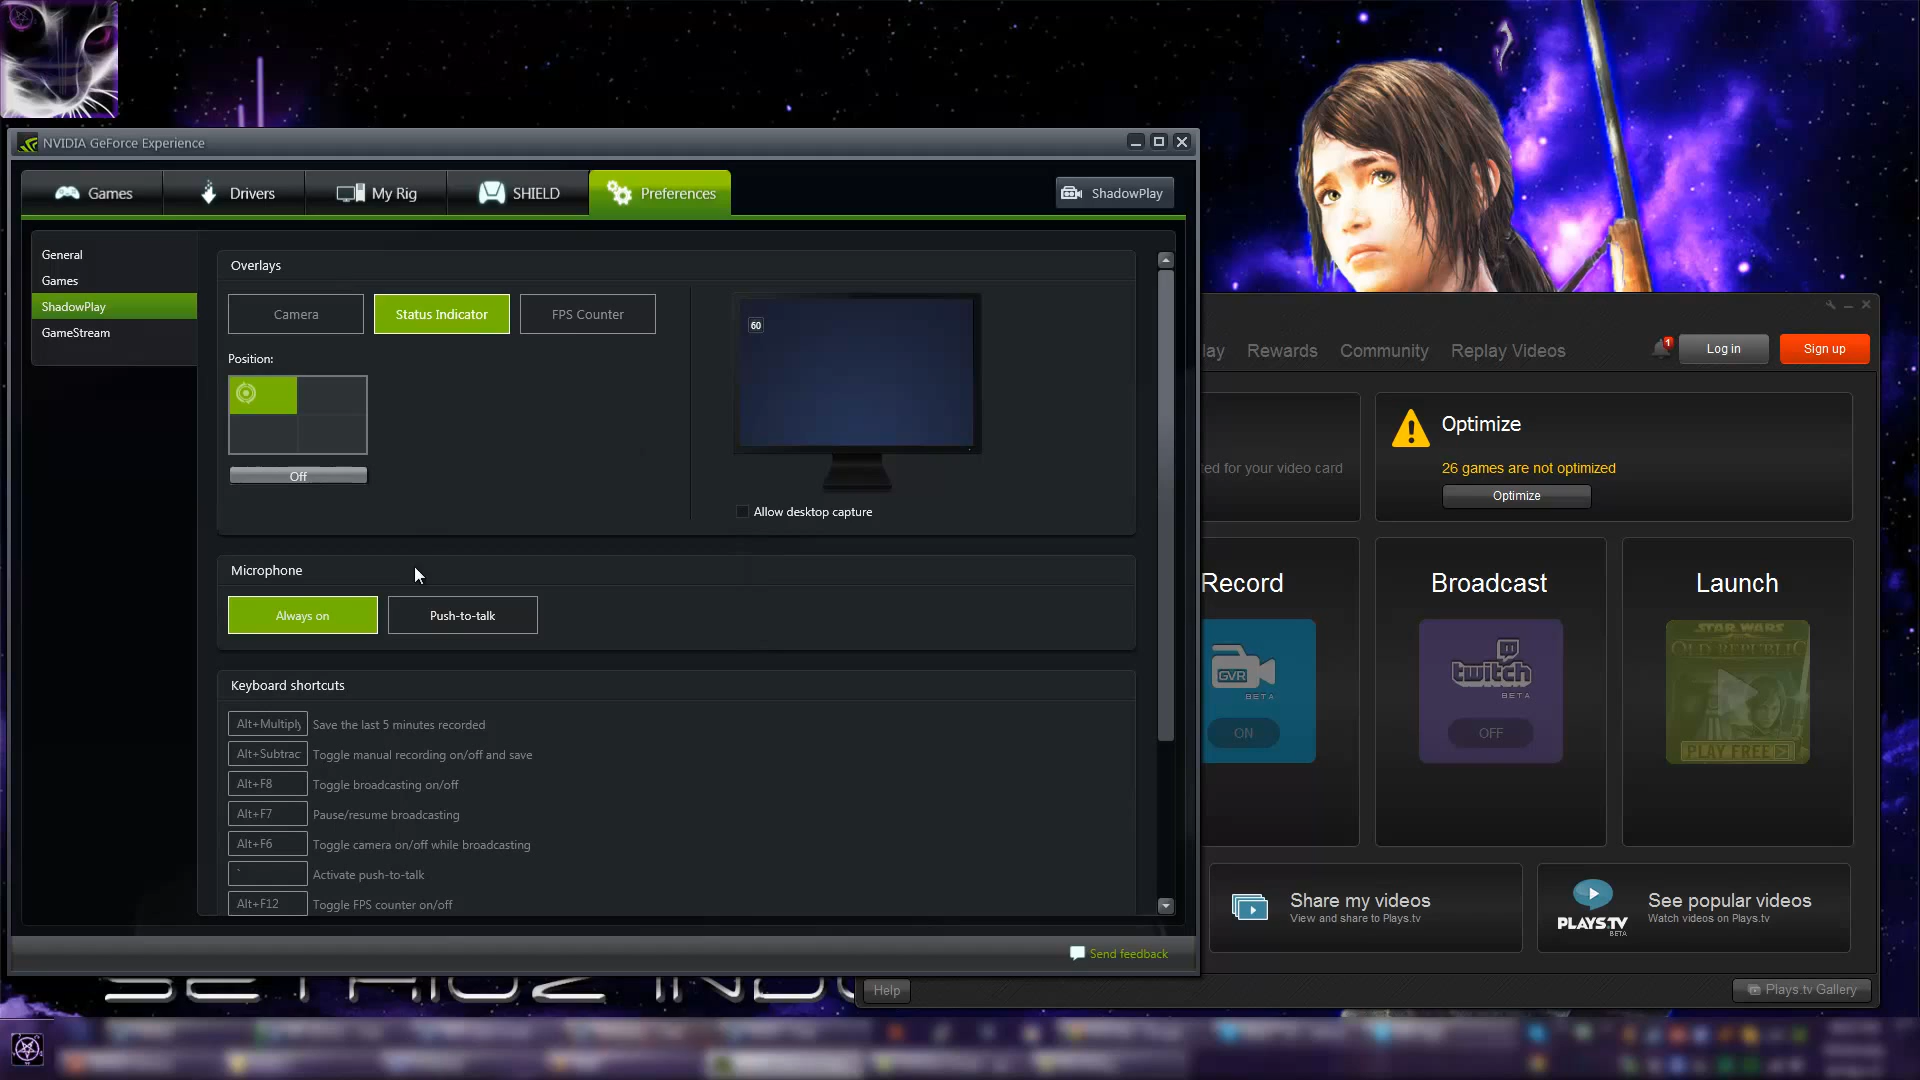 NVIDIA GeForce Experience
Games
Drivers
My Rig
SHIELD
Preferences
ShadowPlay
General
Games
ShadowPlay
GameStream
Overlays
Camera
Status Indicator
FPS Counter
60
Position:
Off
Allow desktop capture
Microphone
Always on
Push-to-talk
Keyboard shortcuts
Alt+Multiply Save the last 5 minutes recorded
Alt+Subtrac Toggle manual recording on/off and save
Alt+F8 Toggle broadcasting on/off
Alt+F7 Pause/resume broadcasting
Alt+F6 Toggle camera on/off while broadcasting
` Activate push-to-talk
Alt+F12 Toggle FPS counter on/off
Send feedback
lay
Rewards
Community
Replay Videos
1
Log in
Sign up
ted for your video card
Optimize
26 games are not optimized
Optimize
Record
GVR
BETA
ON
Broadcast
twitch
BETA
OFF
Launch
STAR WARS
OLD REPUBLIC
PLAY FREE
Share my videos
View and share to Plays.tv
PLAYS.TV
BETA
See popular videos
Watch videos on Plays.tv
Help
Plays.tv Gallery